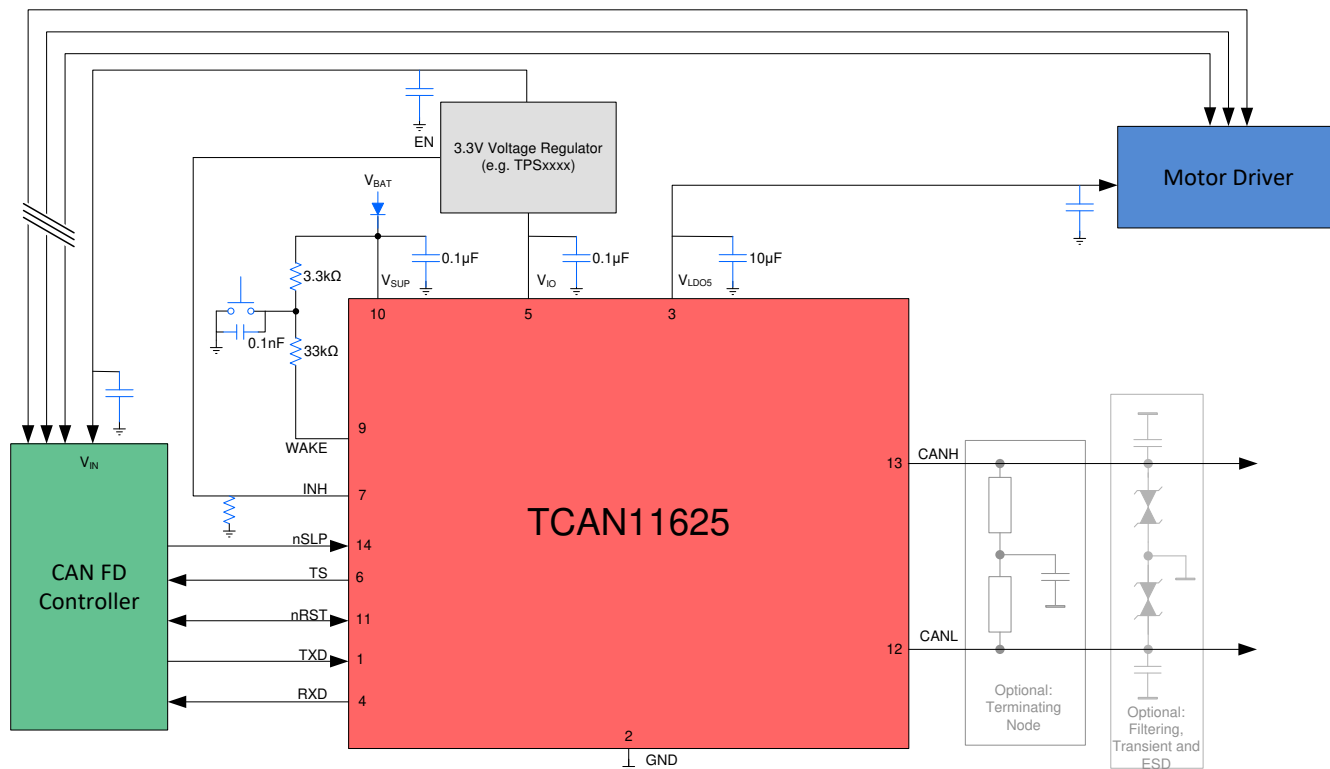 EN
3.3V Voltage Regulator
(e.g. TPSxxxx)
Motor Driver
VBAT
0.1µF
0.1µF
10µF
3.3kΩ
VSUP
VIO
VLDO5
10
5
3
0.1nF
33kΩ
9
WAKE
VIN
INH
7
13
CANH
TCAN11625
nSLP
14
CAN FD
Controller
TS
6
nRST
11
TXD
1
RXD
4
12
CANL
2
GND
Optional:
Terminating
Node
Optional:
Filtering,
Transient and
ESD